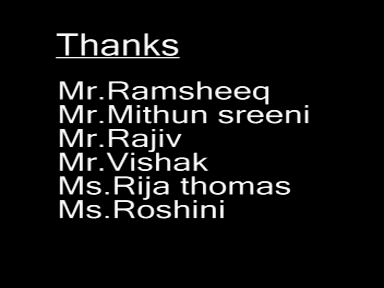 Thanks
Mr.Ramsheeq
Mr.Mithun sreeni
Mr.Rajiv
Mr.Vishak
Ms.Rija thomas
Ms.Roshini